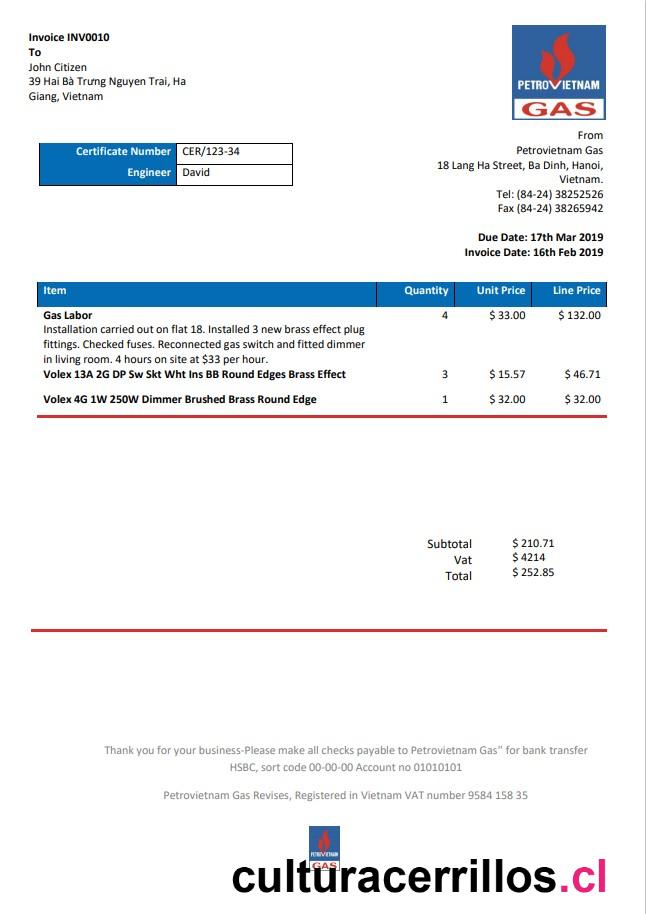 Invoice INV0010
To
John Citizen
39 Hai Bà Trưng Nguyen Trai, Ha
Giang, Vietnam
PETROVIETNAM
GAS
From
Petrovietnam Gas
18 Lang Ha Street, Ba Dinh, Hanoi,
Vietnam.
Tel: (84-24) 38252526
Fax (84-24) 38265942
Certificate Number CER/123-34
Engineer David
Due Date: 17th Mar 2019
Invoice Date: 16th Feb 2019
Item Quantity Unit Price Line Price
Gas Labor 4 $ 33.00 $ 132.00
Installation carried out on flat 18. Installed 3 new brass effect plug
fittings. Checked fuses. Reconnected gas switch and fitted dimmer
in living room. 4 hours on site at $33 per hour.
Volex 13A 2G DP Sw Skt Wht Ins BB Round Edges Brass Effect 3 $ 15.57 $ 46.71
Volex 4G 1W 250W Dimmer Brushed Brass Round Edge 1 $ 32.00 $ 32.00
Subtotal $ 210.71
Vat $ 4214
Total $ 252.85
Thank you for your business-Please make all checks payable to Petrovietnam Gas" for bank transfer
HSBC, sort code 00-00-00 Account no 01010101
Petrovietnam Gas Revises, Registered in Vietnam VAT number 9584 158 35
PETROVIETNAM
GAS
culturacerrillos.cl